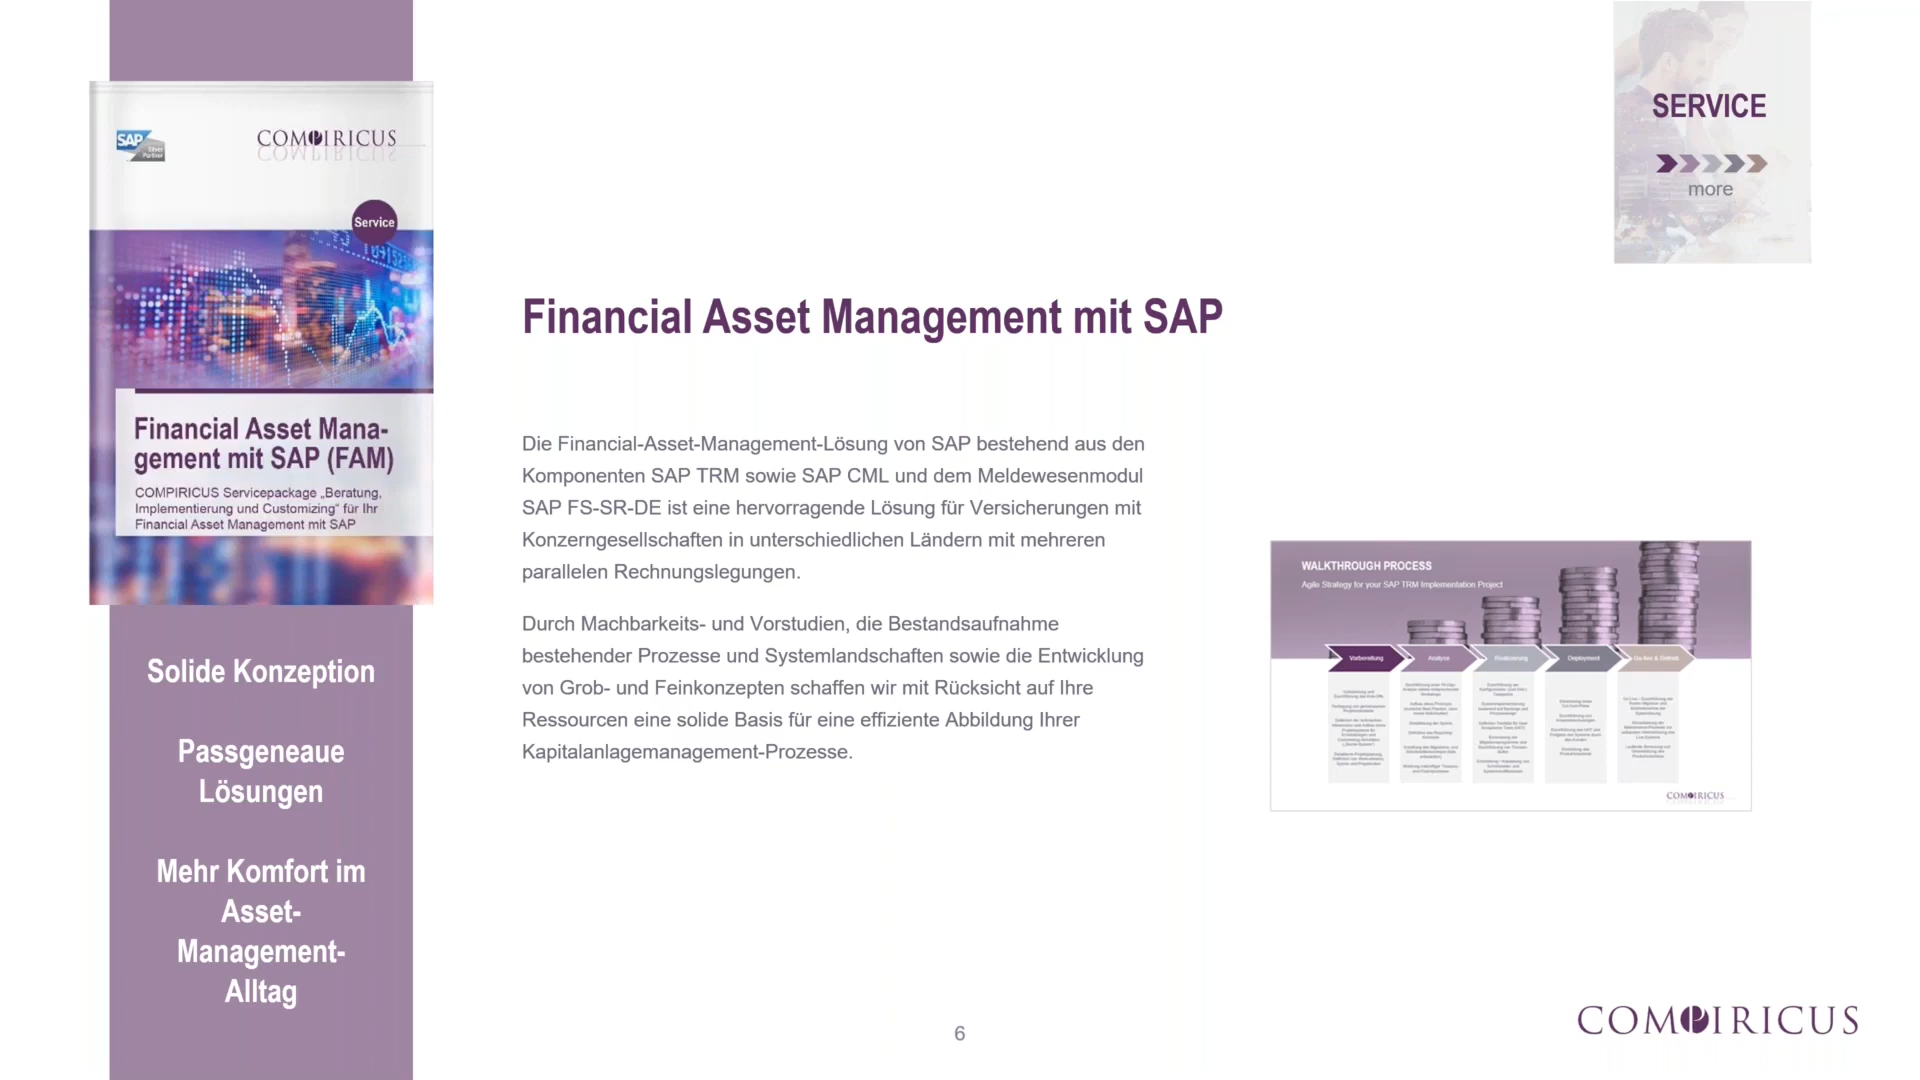 SAP
Silver
Partner
COMPIRICUS
Service
Financial Asset Mana-
gement mit SAP (FAM)
COMPIRICUS Servicepackage „Beratung,
Implementierung und Customizing“ für Ihr
Financial Asset Management mit SAP
Solide Konzeption
Passgeneaue
Lösungen
Mehr Komfort im
Asset-
Management-
Alltag
Financial Asset Management mit SAP
Die Financial-Asset-Management-Lösung von SAP bestehend aus den
Komponenten SAP TRM sowie SAP CML und dem Meldewesenmodul
SAP FS-SR-DE ist eine hervorragende Lösung für Versicherungen mit
Konzerngesellschaften in unterschiedlichen Ländern mit mehreren
parallelen Rechnungslegungen.
Durch Machbarkeits- und Vorstudien, die Bestandsaufnahme
bestehender Prozesse und Systemlandschaften sowie die Entwicklung
von Grob- und Feinkonzepten schaffen wir mit Rücksicht auf Ihre
Ressourcen eine solide Basis für eine effiziente Abbildung Ihrer
Kapitalanlagemanagement-Prozesse.
SERVICE
more
WALKTHROUGH PROCESS
Agile Strategy for your SAP TRM Implementation Project
Vorbereitung
Analyse
Realisierung
Deployment
Go-live & Betrieb
COMPIRICUS
6
COMPIRICUS